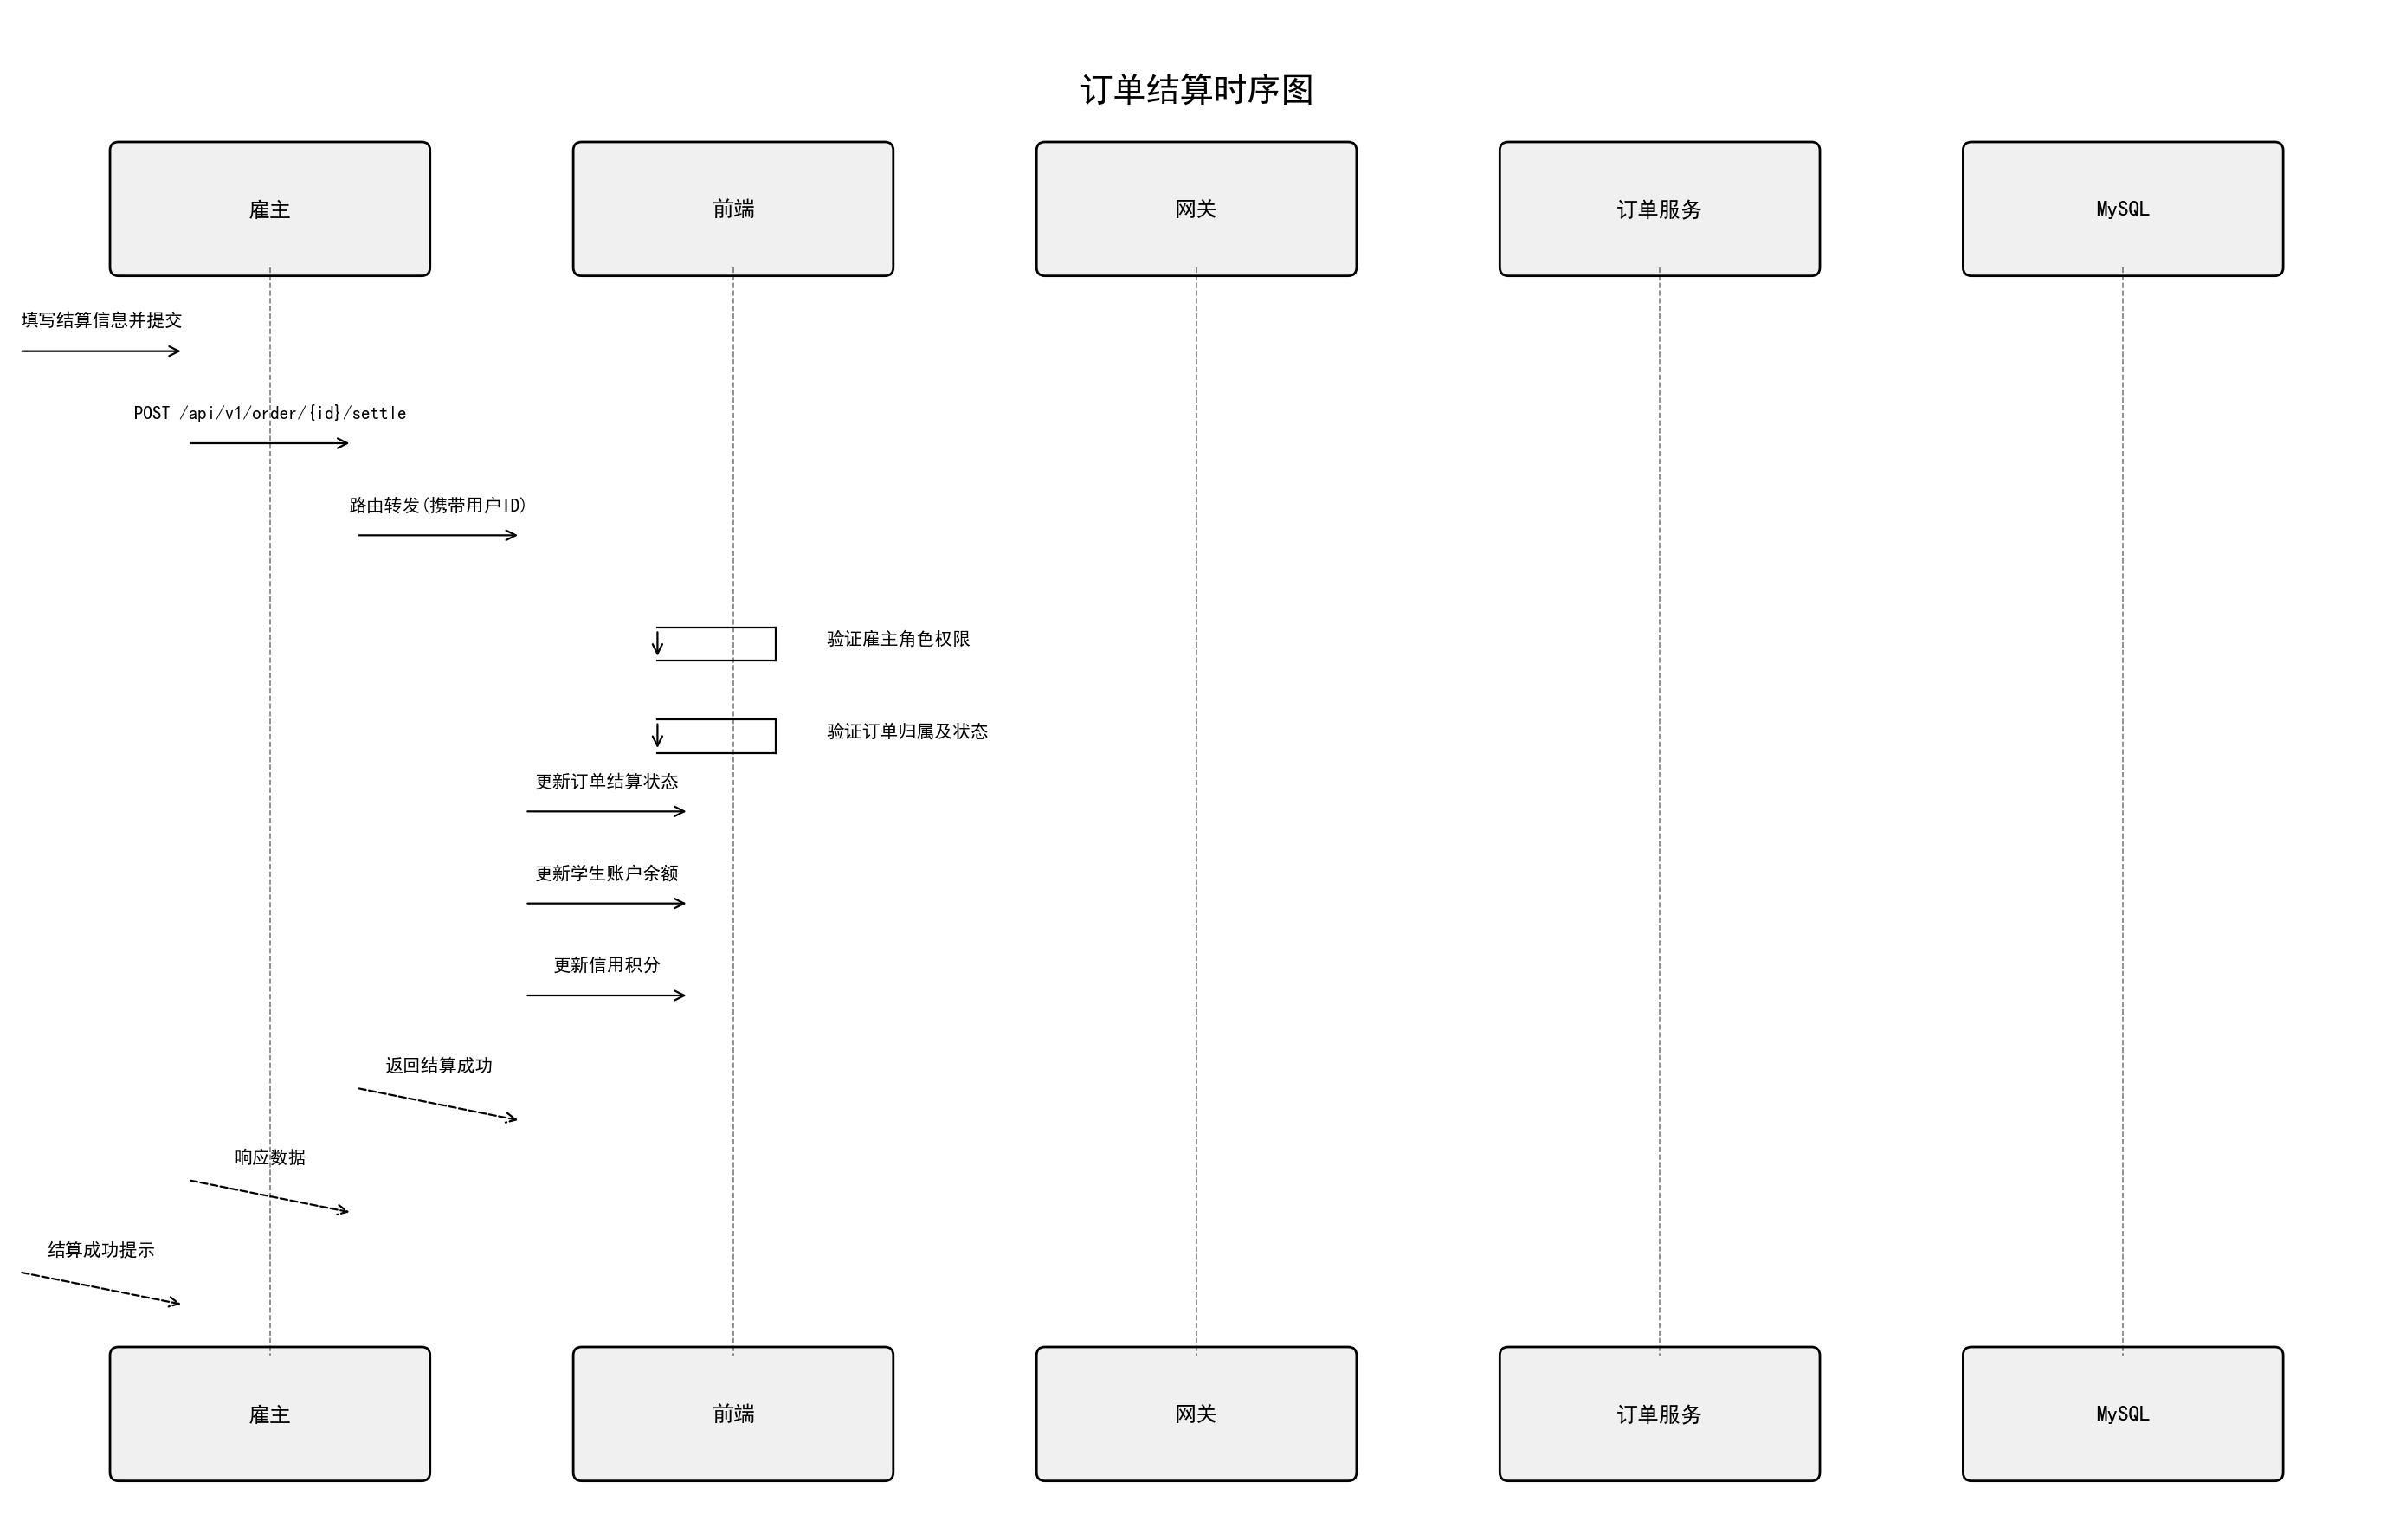 订单结算时序图
雇主
前端
网关
订单服务
MySQL
填写结算信息并提交
POST /api/v1/order/{id}/settle
路由转发(携带用户ID)
验证雇主角色权限
验证订单归属及状态
更新订单结算状态
更新学生账户余额
更新信用积分
返回结算成功
响应数据
结算成功提示
雇主
前端
网关
订单服务
MySQL